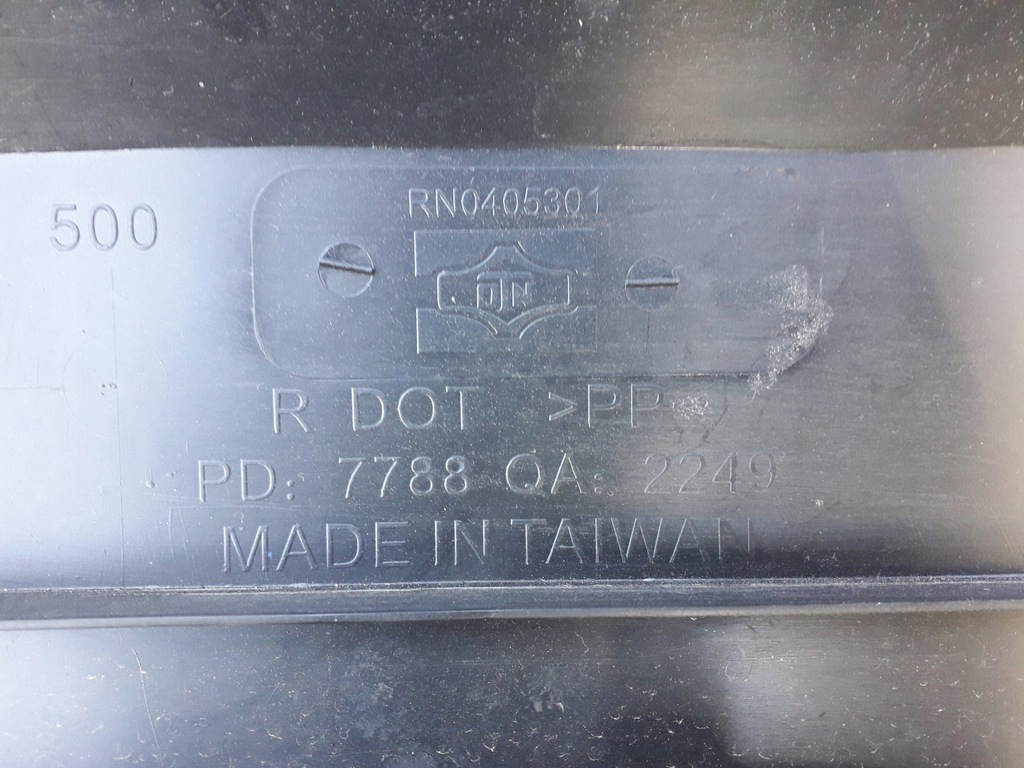 500
RN0405301
R DOT >PP
PD: 7788 QA: 2249
MADE IN TAIWAN